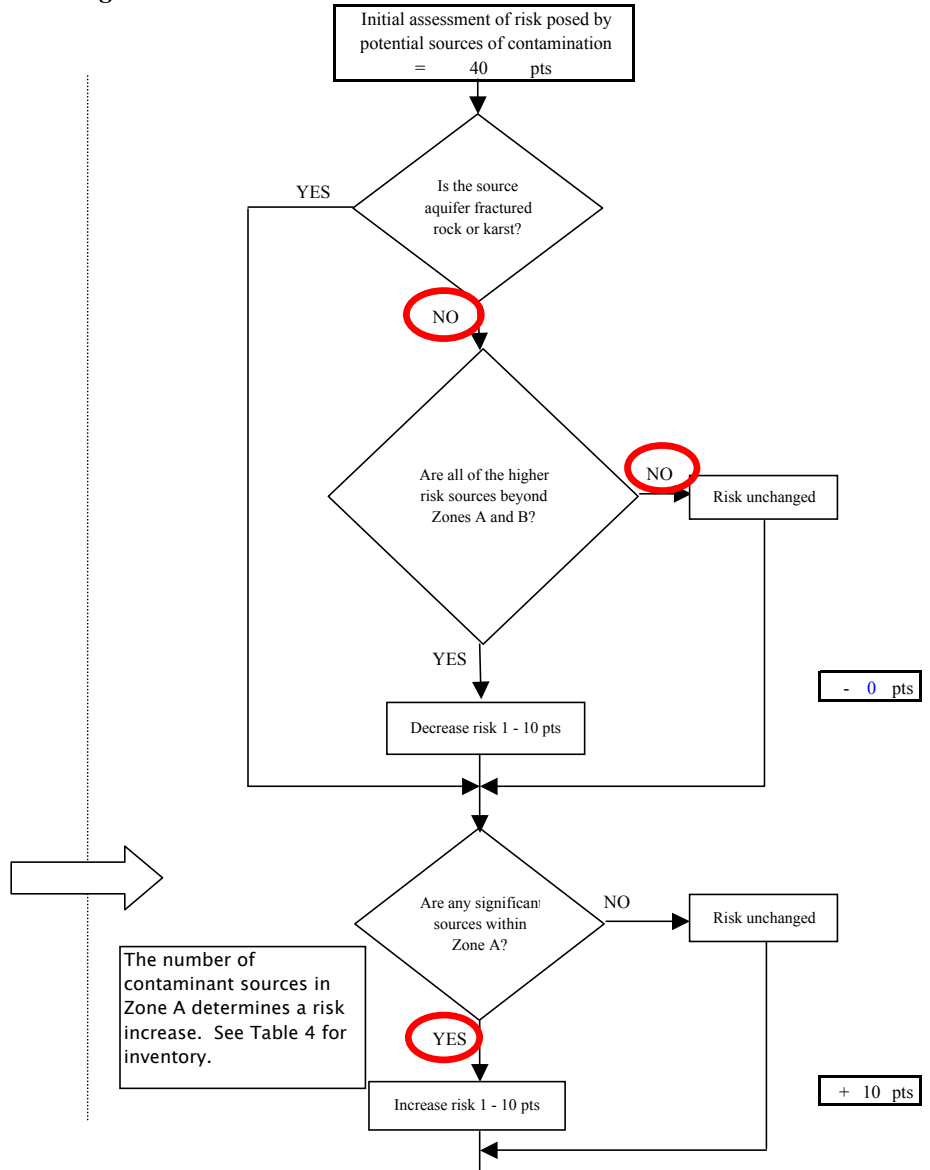 Initial assessment of risk posed by
potential sources of contamination
= 40 pts
Is the source
aquifer fractured
rock or karst?
YES
NO
Are all of the higher
risk sources beyond
Zones A and B?
NO
Risk unchanged
YES
- 0 pts
Decrease risk 1 - 10 pts
Are any significant
sources within
Zone A?
NO
Risk unchanged
The number of
contaminant sources in
Zone A determines a risk
increase. See Table 4 for
inventory.
YES
Increase risk 1 - 10 pts
+ 10 pts